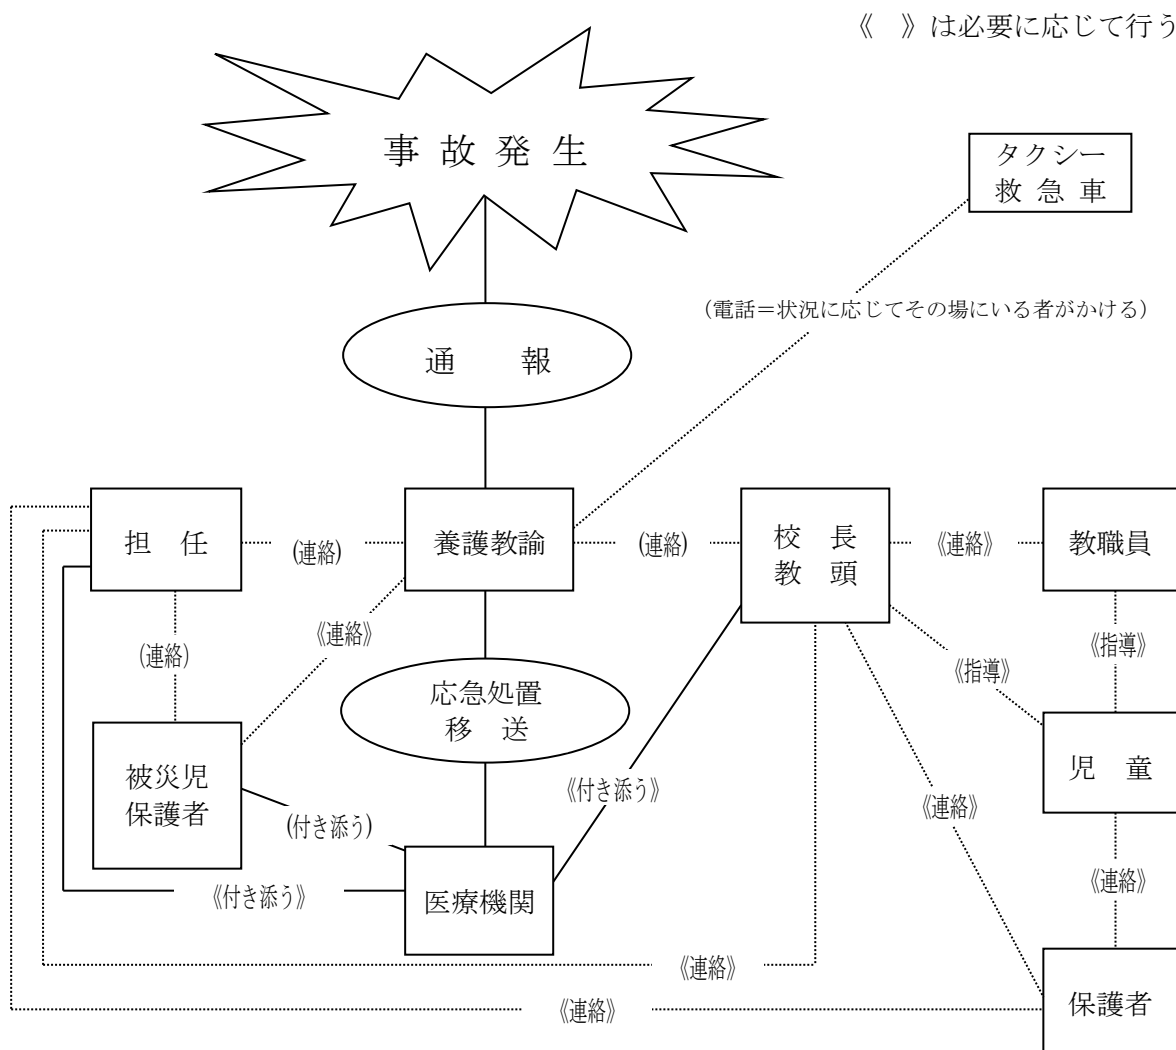 《　》は必要に応じて行う
事 故 発 生
タクシー
救 急 車
（電話＝状況に応じてその場にいる者がかける）
通　　報
担　任
(連絡)
養護教諭
(連絡)
校　長
教　頭
《連絡》
教職員
(連絡)
《連絡》
《指導》
《指導》
応急処置
移　送
被災児
保護者
(付き添う)
《付き添う》
児　童
《連絡》
《付き添う》
医療機関
《連絡》
《連絡》
《連絡》
保護者